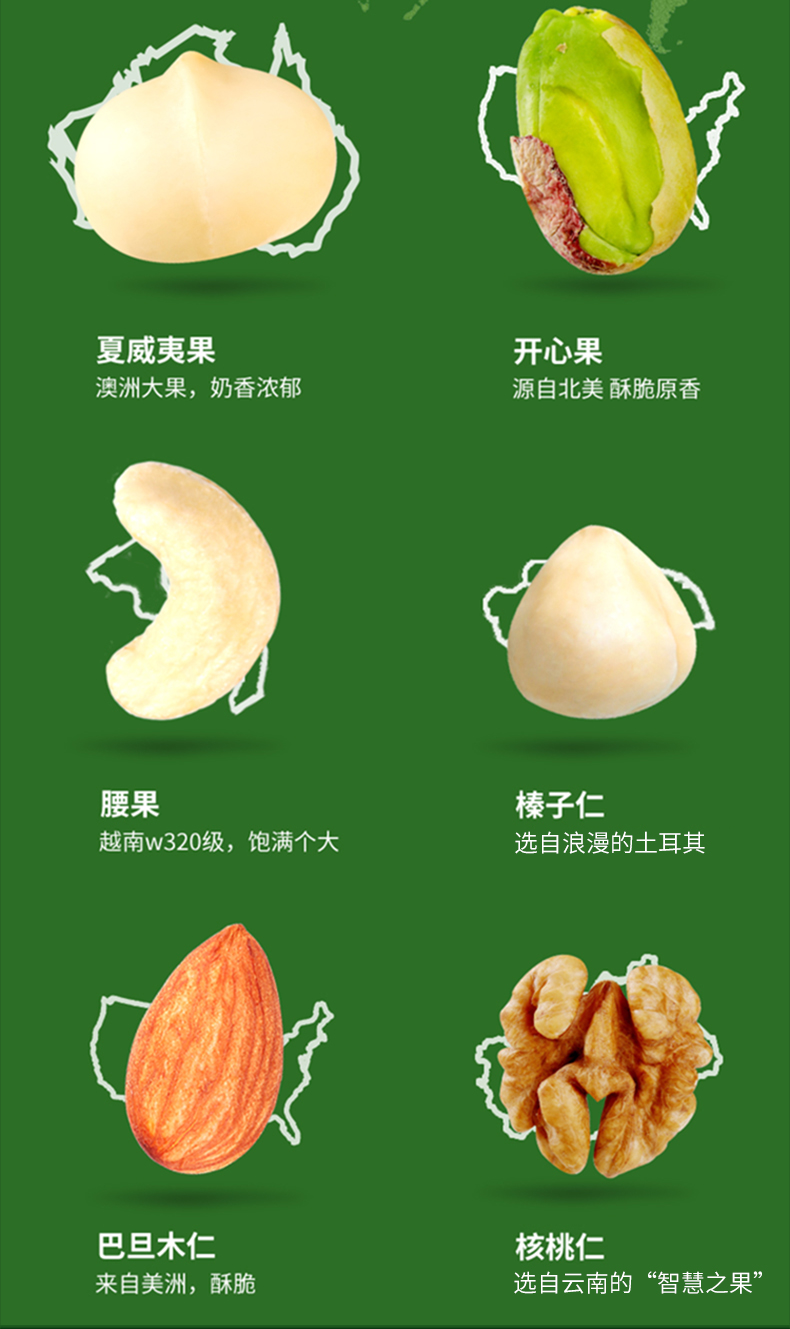 夏威夷果
澳洲大果，奶香浓郁
开心果
源自北美 酥脆原香
腰果
越南w320级，饱满个大
榛子仁
选自浪漫的土耳其
巴旦木仁
来自美洲，酥脆
核桃仁
选自云南的“智慧之果”